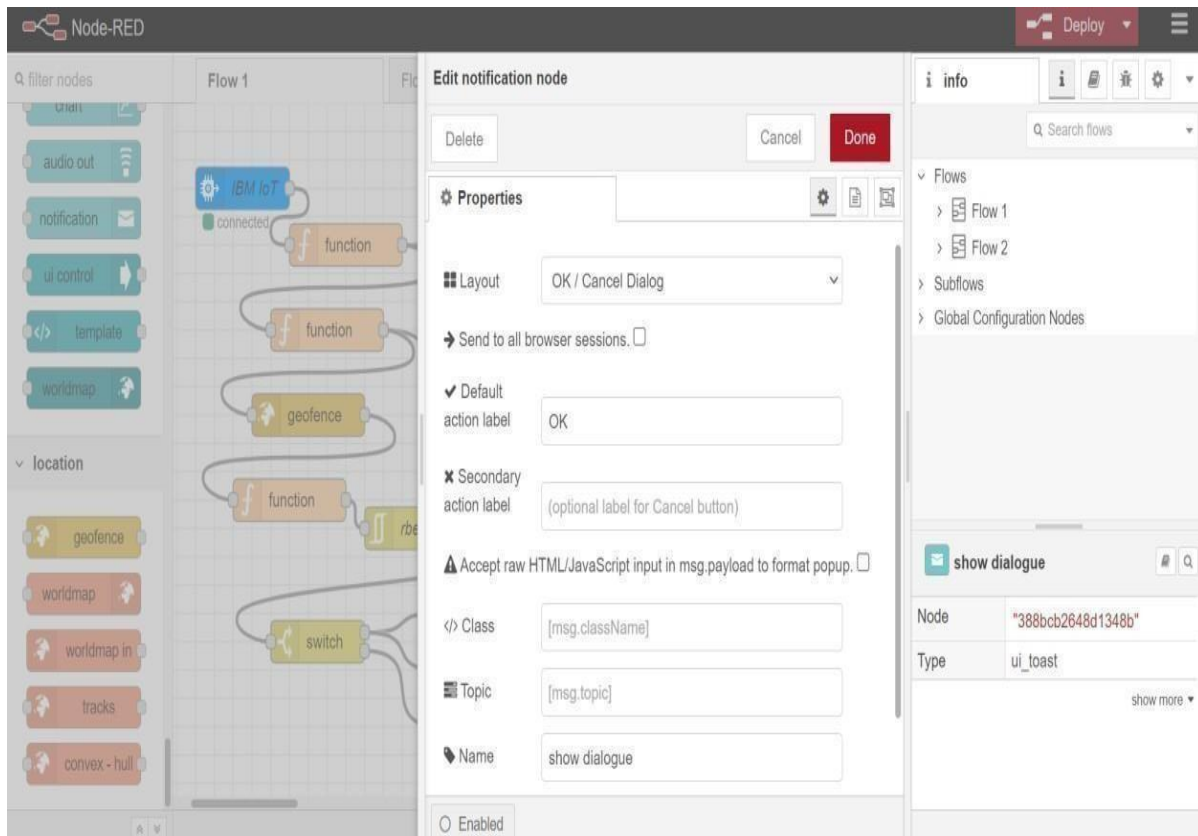 Node-RED
Deploy
filter nodes
chart
audio out
notification
ui control
template
worldmap
location
geofence
worldmap
worldmap in
tracks
convex - hull
Flow 1
IBM IoT
connected
function
function
geofence
function
rbe
switch
Edit notification node
Delete
Cancel
Done
Properties
Layout
OK / Cancel Dialog
Send to all browser sessions.
Default
action label
OK
Secondary
action label
(optional label for Cancel button)
Accept raw HTML/JavaScript input in msg.payload to format popup.
</> Class
[msg.className]
Topic
[msg.topic]
Name
show dialogue
Enabled
i info
Search flows
Flows
Flow 1
Flow 2
Subflows
Global Configuration Nodes
show dialogue
Node
"388bcb2648d1348b"
Type
ui_toast
show more